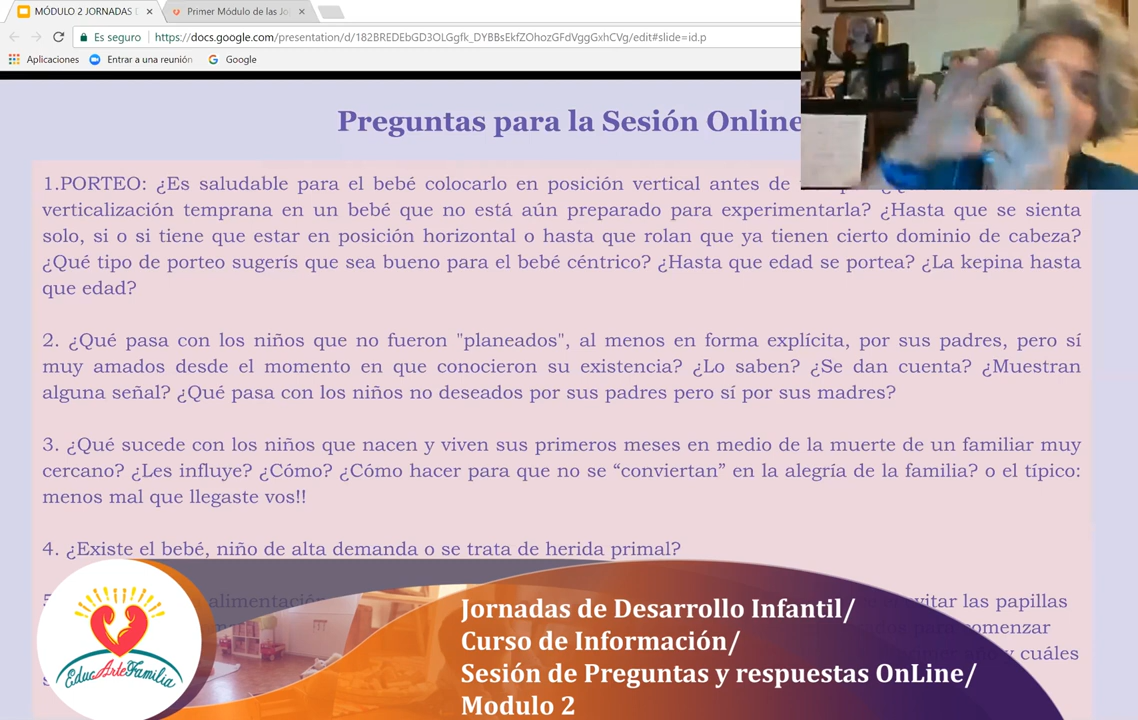 MÓDULO 2 JORNADAS
Primer Módulo de las Jo
Es seguro
https://docs.google.com/presentation/d/182BREDEbGD3OLGgfk_DYBBsEkfZOhozGFdVggGxhCVg/edit#slide=id.p
Aplicaciones
Entrar a una reunión
Google
Preguntas para la Sesión Online
1.PORTEO: ¿Es saludable para el bebé colocarlo en posición vertical antes de
verticalización temprana en un bebé que no está aún preparado para experimentarla? ¿Hasta que se sienta
solo, si o si tiene que estar en posición horizontal o hasta que rolan que ya tienen cierto dominio de cabeza?
¿Qué tipo de porteo sugerís que sea bueno para el bebé céntrico? ¿Hasta que edad se portea? ¿La kepina hasta
que edad?
2. ¿Qué pasa con los niños que no fueron "planeados", al menos en forma explícita, por sus padres, pero sí
muy amados desde el momento en que conocieron su existencia? ¿Lo saben? ¿Se dan cuenta? ¿Muestran
alguna señal? ¿Qué pasa con los niños no deseados por sus padres pero sí por sus madres?
3. ¿Qué sucede con los niños que nacen y viven sus primeros meses en medio de la muerte de un familiar muy
cercano? ¿Les influye? ¿Cómo? ¿Cómo hacer para que no se “conviertan” en la alegría de la familia? o el típico:
menos mal que llegaste vos!!
4. ¿Existe el bebé, niño de alta demanda o se trata de herida primal?
alimentación
evitar las papillas
para comenzar
y cuáles
EducArteFamilia
Jornadas de Desarrollo Infantil/
Curso de Información/
Sesión de Preguntas y respuestas OnLine/
Modulo 2